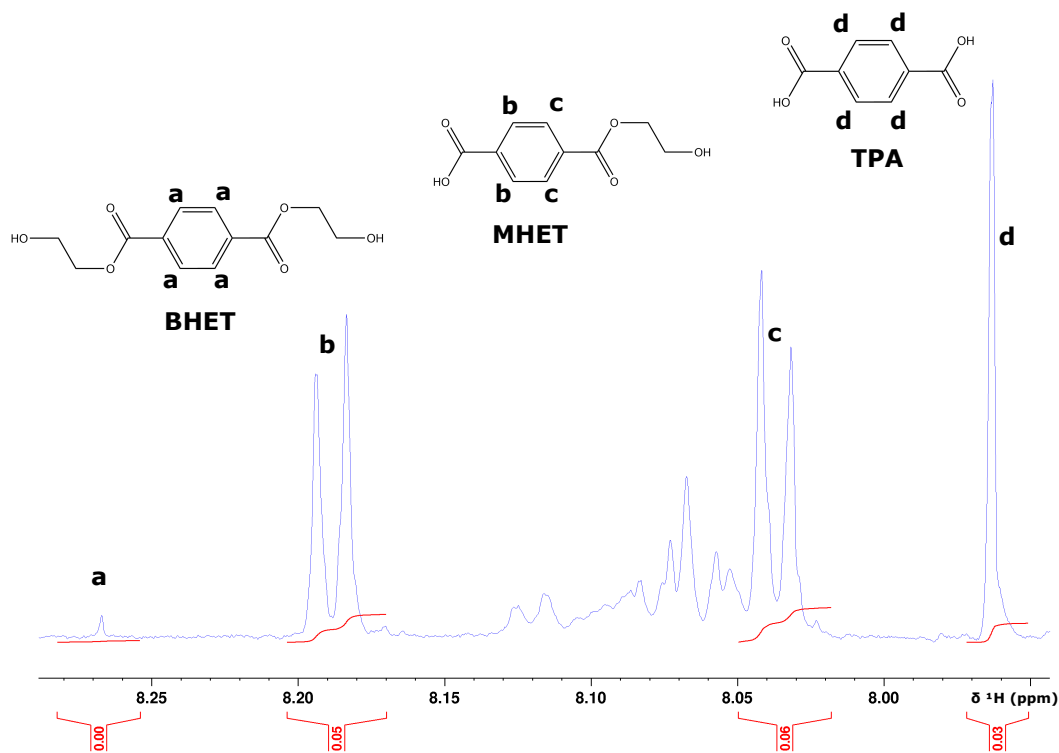 d d
O OH
HO O
d d
TPA
b c
O O OH
HO O
b c
MHET
a a
O O
HO OH
O O
a a
BHET
d
b
c
a
8.25 8.20 8.15 8.10 8.05 8.00 δ ¹H (ppm)
0.00 0.05 0.06 0.03